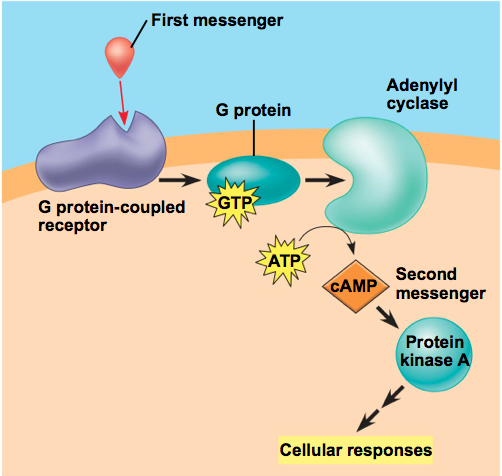 First messenger
Adenylyl
cyclase
G protein
G protein-coupled
receptor
GTP
ATP
cAMP
Second
messenger
Protein
kinase A
Cellular responses